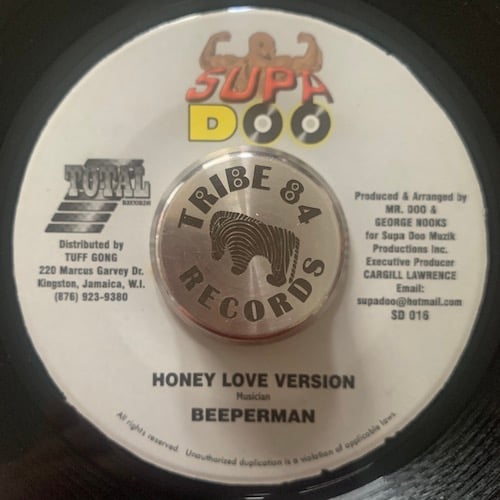 SUPA
DOO
TRIBE 84
RECORDS
TOTAL
RECORDS
Distributed by
TUFF GONG
220 Marcus Garvey Dr.
Kingston, Jamaica, W.I.
(876) 923-9380
Produced & Arranged by
MR. DOO &
GEORGE NOOKS
for Supa Doo Muzik
Productions Inc.
Executive Producer
CARGILL LAWRENCE
Email:
supadoo@hotmail.com
SD 016
HONEY LOVE VERSION
Musician
BEEPERMAN
All rights reserved. Unauthorized duplication is a violation of applicable laws